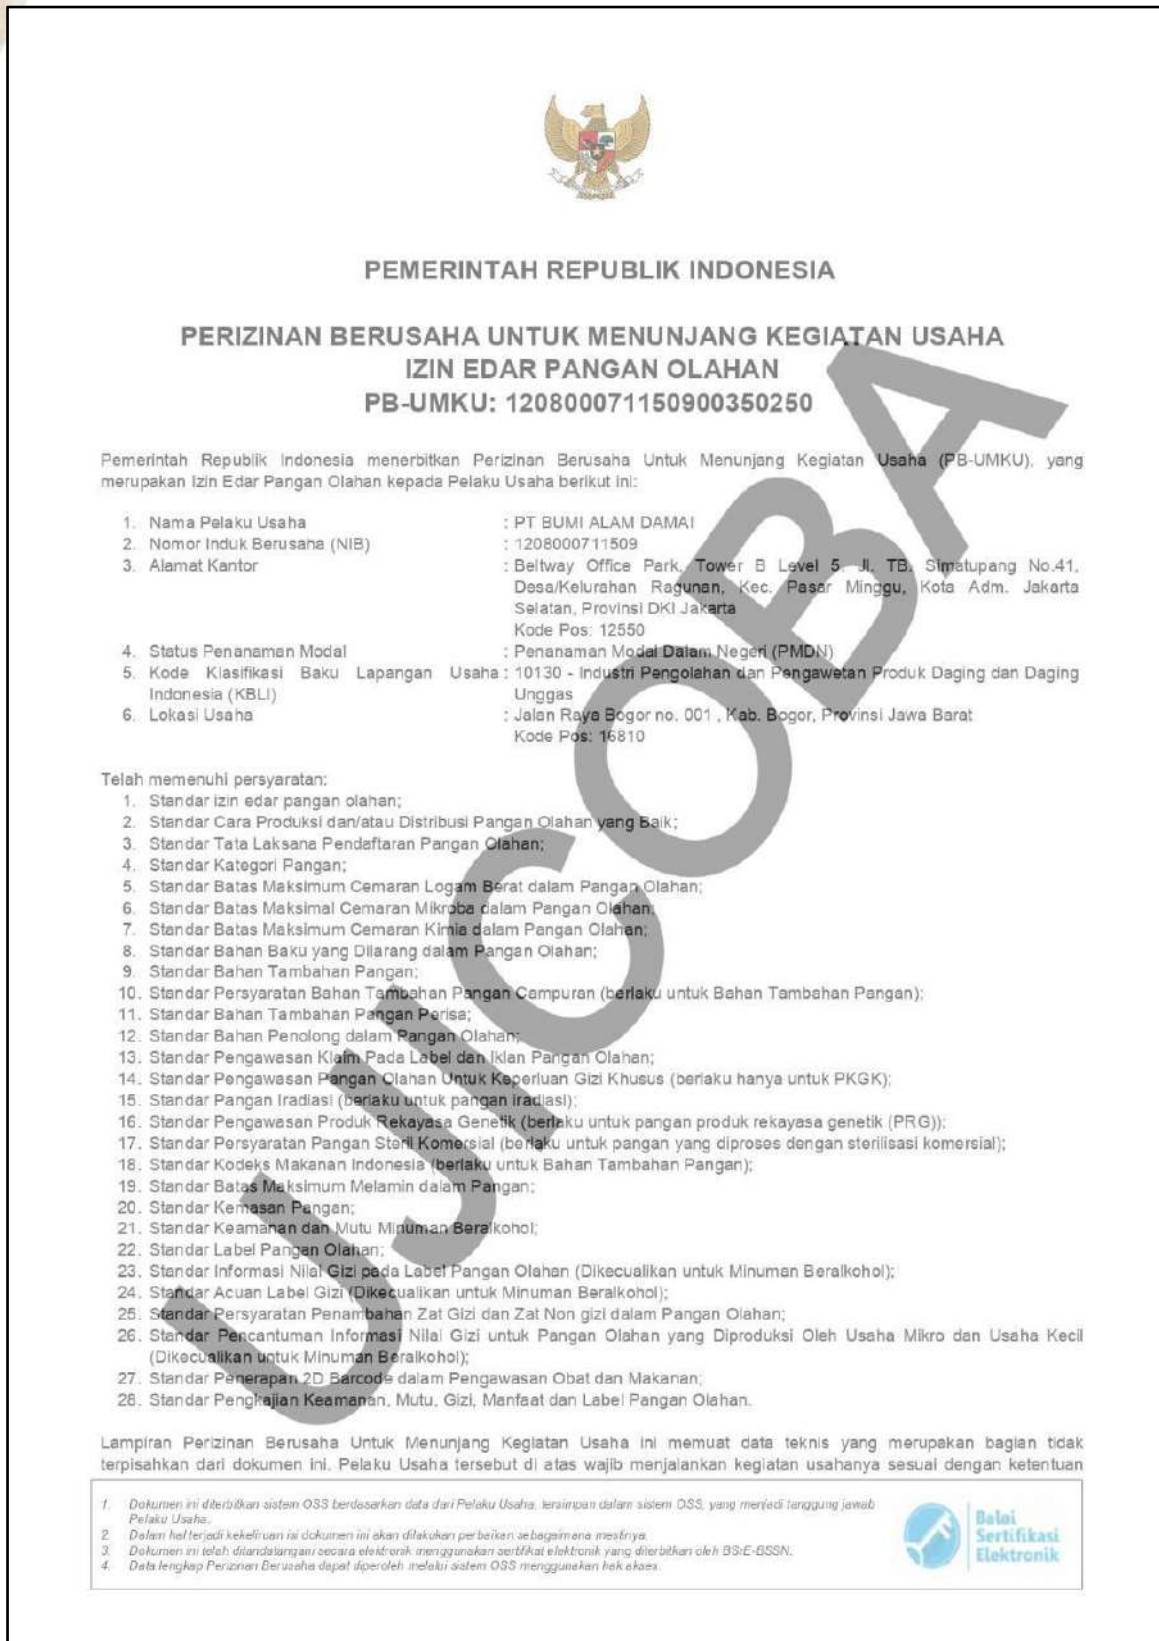 PEMERINTAH REPUBLIK INDONESIA
PERIZINAN BERUSAHA UNTUK MENUNJANG KEGIATAN USAHA
IZIN EDAR PANGAN OLAHAN
PB-UMKU: 120800071150900350250
Pemerintah Republik Indonesia menerbitkan Perizinan Berusaha Untuk Menunjang Kegiatan Usaha (PB-UMKU), yang
merupakan Izin Edar Pangan Olahan kepada Pelaku Usaha berikut ini:
1. Nama Pelaku Usaha : PT BUMI ALAM DAMAI
2. Nomor Induk Berusaha (NIB) : 1208000711509
3. Alamat Kantor : Beltway Office Park, Tower B Level 5, Jl. TB. Simatupang No.41,
Desa/Kelurahan Ragunan, Kec. Pasar Minggu, Kota Adm. Jakarta
Selatan, Provinsi DKI Jakarta
Kode Pos: 12550
4. Status Penanaman Modal : Penanaman Modal Dalam Negeri (PMDN)
5. Kode Klasifikasi Baku Lapangan Usaha : 10130 - Industri Pengolahan dan Pengawetan Produk Daging dan Daging
Indonesia (KBLI) Unggas
6. Lokasi Usaha : Jalan Raya Bogor no. 001 , Kab. Bogor, Provinsi Jawa Barat
Kode Pos: 16810
Telah memenuhi persyaratan:
1. Standar izin edar pangan olahan;
2. Standar Cara Produksi dan/atau Distribusi Pangan Olahan yang Baik;
3. Standar Tata Laksana Pendaftaran Pangan Olahan;
4. Standar Kategori Pangan;
5. Standar Batas Maksimum Cemaran Logam Berat dalam Pangan Olahan;
6. Standar Batas Maksimal Cemaran Mikroba dalam Pangan Olahan;
7. Standar Batas Maksimum Cemaran Kimia dalam Pangan Olahan;
8. Standar Bahan Baku yang Dilarang dalam Pangan Olahan;
9. Standar Bahan Tambahan Pangan;
10. Standar Persyaratan Bahan Tambahan Pangan Campuran (berlaku untuk Bahan Tambahan Pangan);
11. Standar Bahan Tambahan Pangan Perisa;
12. Standar Bahan Penolong dalam Pangan Olahan;
13. Standar Pengawasan Klaim Pada Label dan Iklan Pangan Olahan;
14. Standar Pengawasan Pangan Olahan Untuk Keperluan Gizi Khusus (berlaku hanya untuk PKGK);
15. Standar Pangan Iradiasi (berlaku untuk pangan iradiasi);
16. Standar Pengawasan Produk Rekayasa Genetik (berlaku untuk pangan produk rekayasa genetik (PRG));
17. Standar Persyaratan Pangan Steril Komersial (berlaku untuk pangan yang diproses dengan sterilisasi komersial);
18. Standar Kodeks Makanan Indonesia (berlaku untuk Bahan Tambahan Pangan);
19. Standar Batas Maksimum Melamin dalam Pangan;
20. Standar Kemasan Pangan;
21. Standar Keamanan dan Mutu Minuman Beralkohol;
22. Standar Label Pangan Olahan;
23. Standar Informasi Nilai Gizi pada Label Pangan Olahan (Dikecualikan untuk Minuman Beralkohol);
24. Standar Acuan Label Gizi (Dikecualikan untuk Minuman Beralkohol);
25. Standar Persyaratan Penambahan Zat Gizi dan Zat Non gizi dalam Pangan Olahan;
26. Standar Pencantuman Informasi Nilai Gizi untuk Pangan Olahan yang Diproduksi Oleh Usaha Mikro dan Usaha Kecil
(Dikecualikan untuk Minuman Beralkohol);
27. Standar Penerapan 2D Barcode dalam Pengawasan Obat dan Makanan;
28. Standar Pengkajian Keamanan, Mutu, Gizi, Manfaat dan Label Pangan Olahan.
Lampiran Perizinan Berusaha Untuk Menunjang Kegiatan Usaha ini memuat data teknis yang merupakan bagian tidak
terpisahkan dari dokumen ini. Pelaku Usaha tersebut di atas wajib menjalankan kegiatan usahanya sesuai dengan ketentuan
UJICOBA
1. Dokumen ini diterbitkan sistem OSS berdasarkan data dari Pelaku Usaha, tersimpan dalam sistem OSS, yang menjadi tanggung jawab
Pelaku Usaha.
2. Dalam hal terjadi kekeliruan isi dokumen ini akan dilakukan perbaikan sebagaimana mestinya.
3. Dokumen ini telah ditandatangani secara elektronik menggunakan sertifikat elektronik yang diterbitkan oleh BSrE-BSSN.
4. Data lengkap Perizinan Berusaha dapat diperoleh melalui sistem OSS menggunakan hak akses.
Balai
Sertifikasi
Elektronik